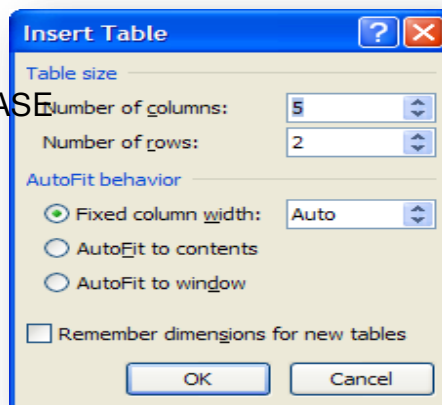 Insert Table
Table size
ASE
Number of columns: 5
Number of rows: 2
AutoFit behavior
Fixed column width: Auto
AutoFit to contents
AutoFit to window
Remember dimensions for new tables
OK Cancel